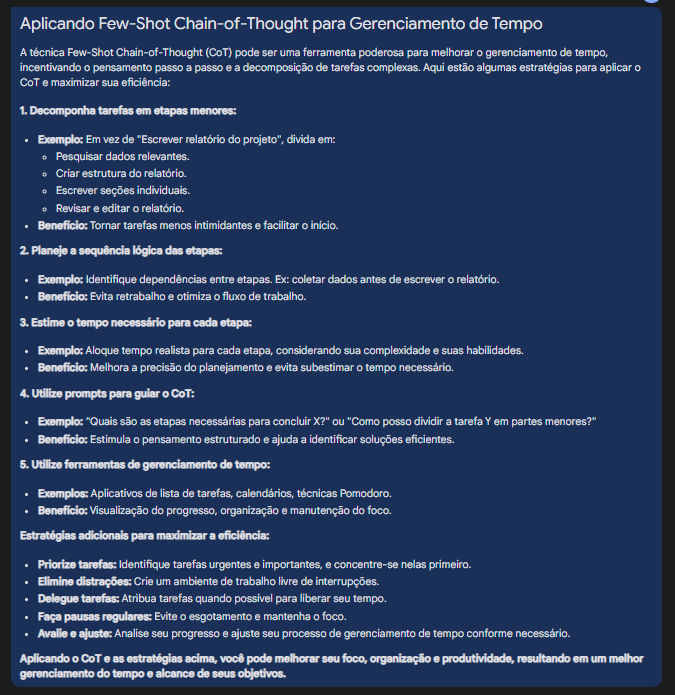 Aplicando Few-Shot Chain-of-Thought para Gerenciamento de Tempo
A técnica Few-Shot Chain-of-Thought (CoT) pode ser uma ferramenta poderosa para melhorar o gerenciamento de tempo,
incentivando o pensamento passo a passo e a decomposição de tarefas complexas. Aqui estão algumas estratégias para aplicar o
CoT e maximizar sua eficiência:
1. Decomponha tarefas em etapas menores:
• Exemplo: Em vez de "Escrever relatório do projeto", divida em:
◦ Pesquisar dados relevantes.
◦ Criar estrutura do relatório.
◦ Escrever seções individuais.
◦ Revisar e editar o relatório.
• Benefício: Tornar tarefas menos intimidantes e facilitar o início.
2. Planeje a sequência lógica das etapas:
• Exemplo: Identifique dependências entre etapas. Ex: coletar dados antes de escrever o relatório.
• Benefício: Evita retrabalho e otimiza o fluxo de trabalho.
3. Estime o tempo necessário para cada etapa:
• Exemplo: Aloque tempo realista para cada etapa, considerando sua complexidade e suas habilidades.
• Benefício: Melhora a precisão do planejamento e evita subestimar o tempo necessário.
4. Utilize prompts para guiar o CoT:
• Exemplo: "Quais são as etapas necessárias para concluir X?" ou "Como posso dividir a tarefa Y em partes menores?"
• Benefício: Estimula o pensamento estruturado e ajuda a identificar soluções eficientes.
5. Utilize ferramentas de gerenciamento de tempo:
• Exemplos: Aplicativos de lista de tarefas, calendários, técnicas Pomodoro.
• Benefício: Visualização do progresso, organização e manutenção do foco.
Estratégias adicionais para maximizar a eficiência:
• Priorize tarefas: Identifique tarefas urgentes e importantes, e concentre-se nelas primeiro.
• Elimine distrações: Crie um ambiente de trabalho livre de interrupções.
• Delegue tarefas: Atribua tarefas quando possível para liberar seu tempo.
• Faça pausas regulares: Evite o esgotamento e mantenha o foco.
• Avalie e ajuste: Analise seu progresso e ajuste seu processo de gerenciamento de tempo conforme necessário.
Aplicando o CoT e as estratégias acima, você pode melhorar seu foco, organização e produtividade, resultando em um melhor
gerenciamento do tempo e alcance de seus objetivos.